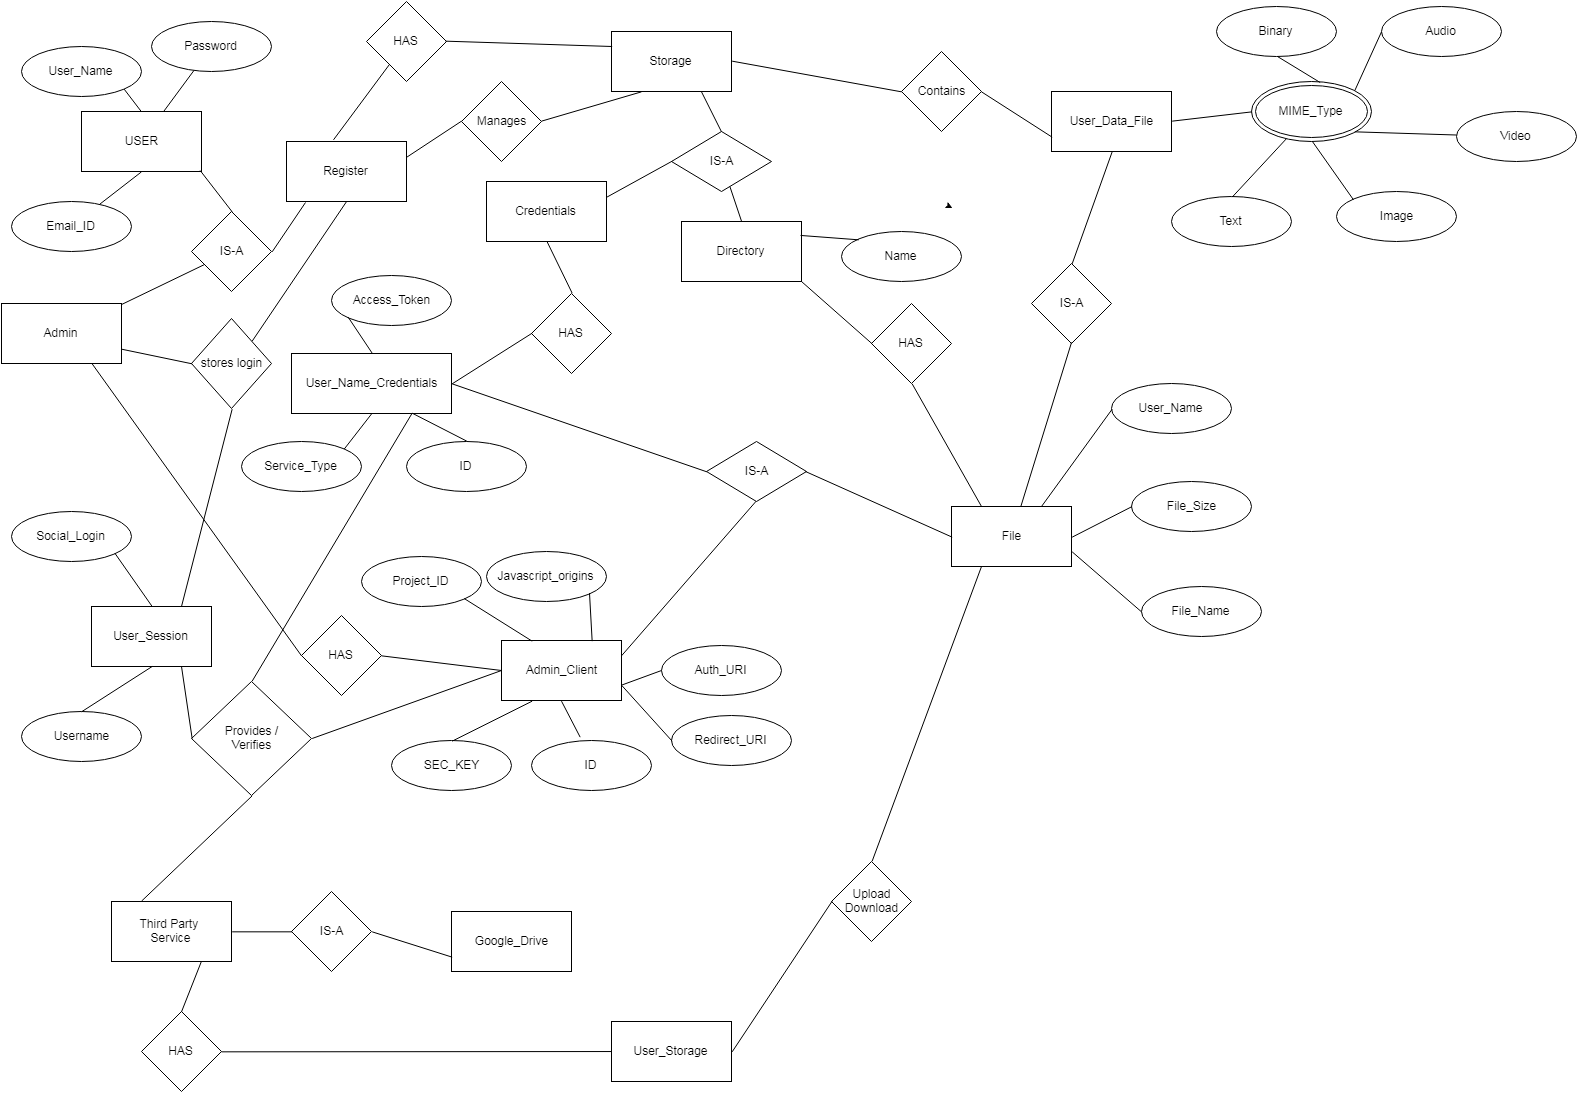 HAS
Storage
Binary
Audio
Password
User_Name
Contains
MIME_Type
Manages
User_Data_File
USER
Video
IS-A
Register
Credentials
Text
Image
Email_ID
IS-A
Directory
Name
Access_Token
IS-A
Admin
HAS
HAS
stores login
User_Name_Credentials
User_Name
Service_Type
ID
IS-A
File_Size
Social_Login
File
Project_ID
Javascript_origins
File_Name
User_Session
HAS
Admin_Client
Auth_URI
Username
Provides /
Verifies
Redirect_URI
SEC_KEY
ID
Upload
Download
Third Party
Service
IS-A
Google_Drive
HAS
User_Storage